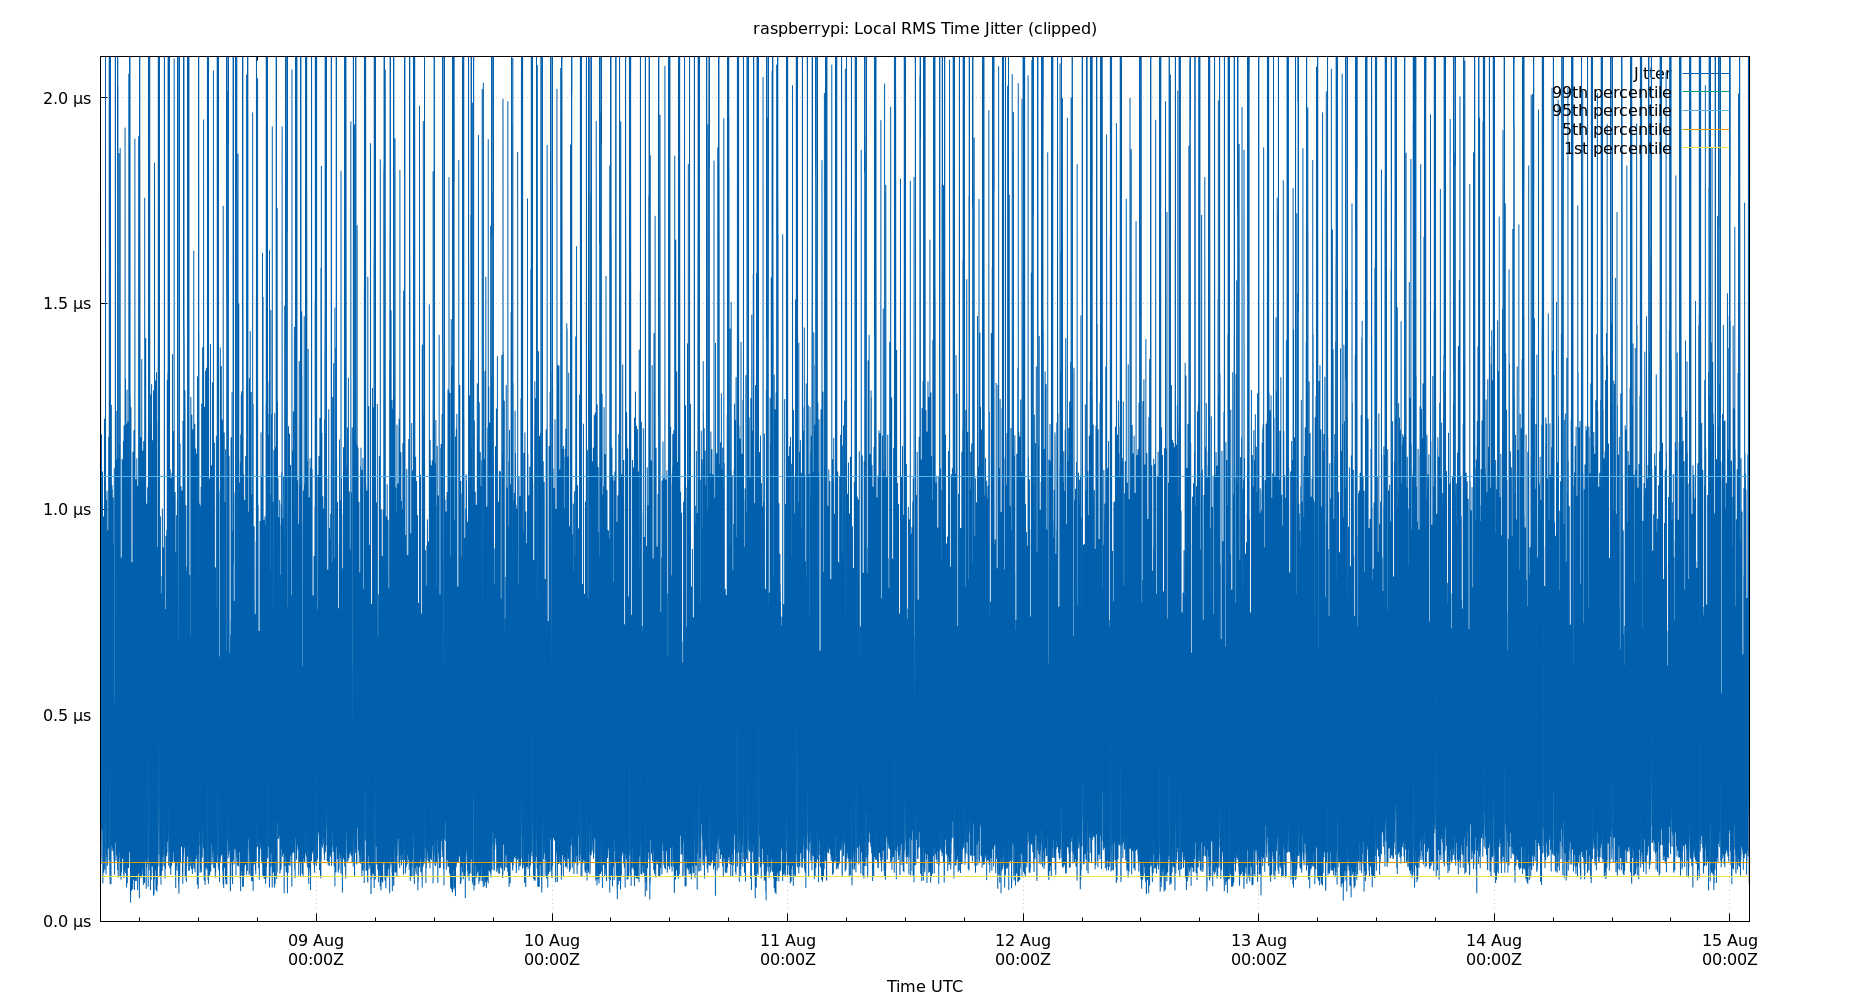 raspberrypi: Local RMS Time Jitter (clipped)
Jitter
99th percentile
95th percentile
5th percentile
1st percentile
2.0 µs
1.5 µs
1.0 µs
0.5 µs
0.0 µs
09 Aug 10 Aug 11 Aug 12 Aug 13 Aug 14 Aug 15 Aug
00:00Z 00:00Z 00:00Z 00:00Z 00:00Z 00:00Z 00:00Z
Time UTC